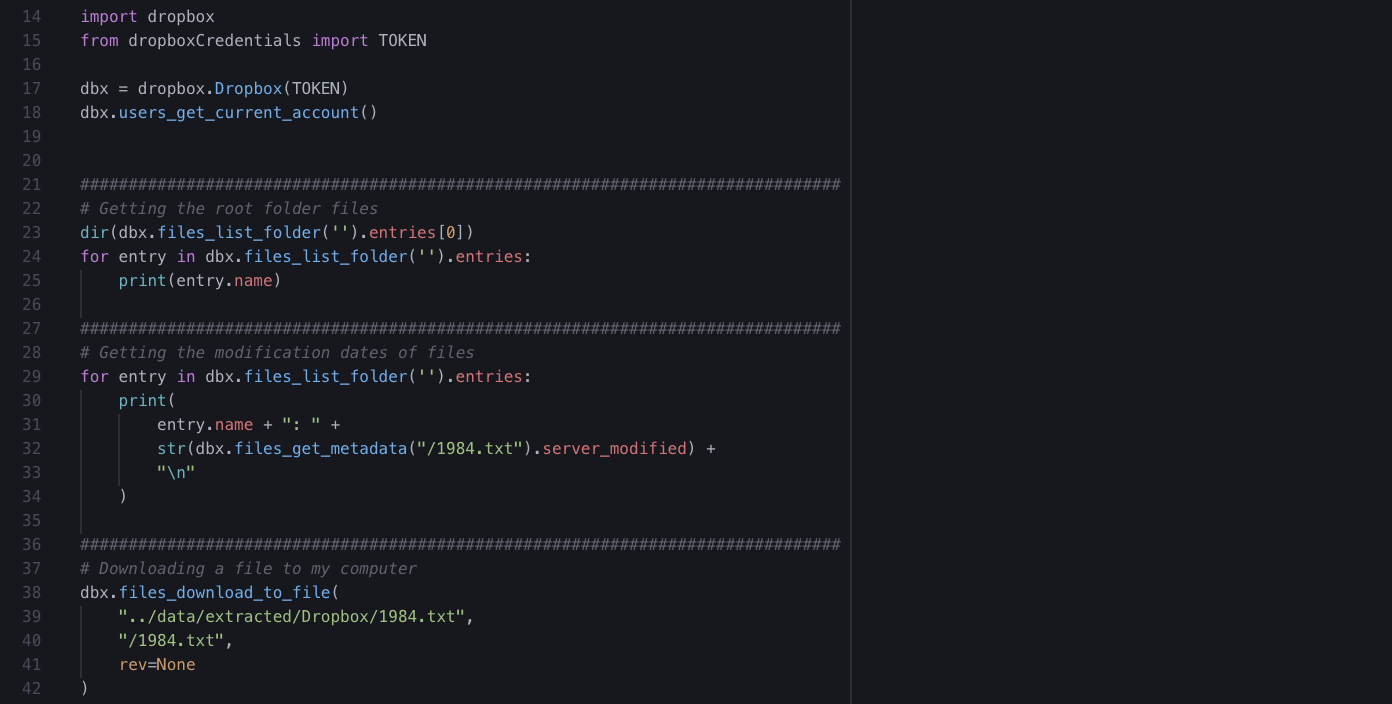 14 import dropbox
15 from dropboxCredentials import TOKEN
16
17 dbx = dropbox.Dropbox(TOKEN)
18 dbx.users_get_current_account()
19
20
21 ###############################################################################
22 # Getting the root folder files
23 dir(dbx.files_list_folder('').entries[0])
24 for entry in dbx.files_list_folder('').entries:
25     print(entry.name)
26
27 ###############################################################################
28 # Getting the modification dates of files
29 for entry in dbx.files_list_folder('').entries:
30     print(
31         entry.name + ": " +
32         str(dbx.files_get_metadata("/1984.txt").server_modified) +
33         "\n"
34     )
35
36 ###############################################################################
37 # Downloading a file to my computer
38 dbx.files_download_to_file(
39     "../data/extracted/Dropbox/1984.txt",
40     "/1984.txt",
41     rev=None
42 )